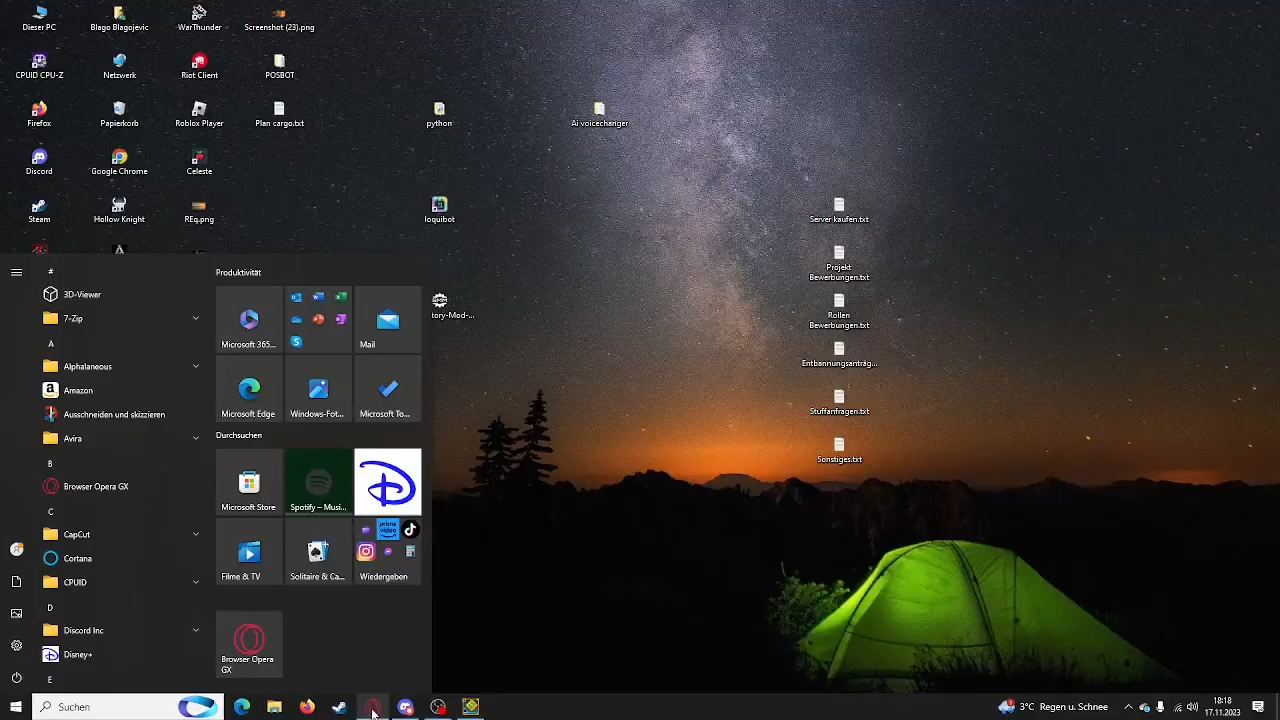 Dieser PC
Blago Blagojevic
WarThunder
Screenshot (23).png
CPUID CPU-Z
Netzwerk
Riot Client
POSBOT
Firefox
Papierkorb
Roblox Player
Plan cargo.txt
python
Ai voicechanger
Discord
Google Chrome
Celeste
Steam
Hollow Knight
REq.png
loquibot
Server kaufen.txt
Projekt
Bewerbungen.txt
tory-Mod-...
Rollen
Bewerbungen.txt
Entbannungsanträg...
Stuffanfragen.txt
Sonstiges.txt
#
3D-Viewer
7-Zip
A
Alphalaneus
Amazon
Ausschneiden und skizzieren
Avira
B
Browser Opera GX
C
CapCut
Cortana
CPUID
D
Discord Inc
Disney+
E
Produktivität
Microsoft 365...
Mail
Microsoft Edge
Windows-Fot...
Microsoft To...
Durchsuchen
Microsoft Store
Spotify – Musi...
prime video
Filme & TV
Solitaire & Ca...
Wiedergeben
Browser Opera
GX
Suchen
3°C Regen u. Schnee
18:18
17.11.2023